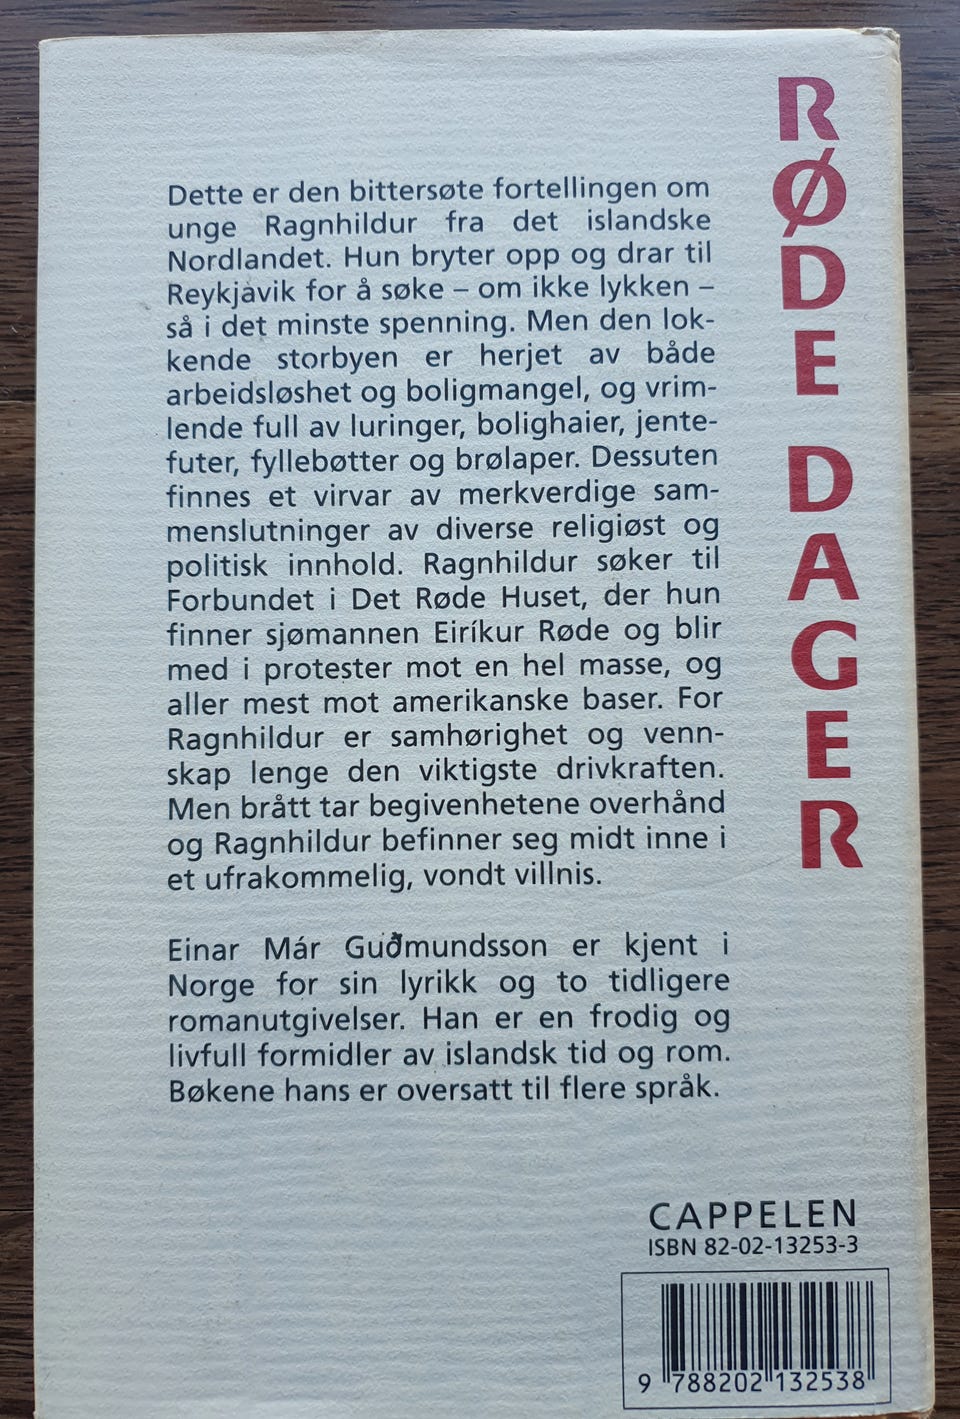 RØDE DAGER
Dette er den bittersøte fortellingen om
unge Ragnhildur fra det islandske
Nordlandet. Hun bryter opp og drar til
Reykjavik for å søke – om ikke lykken –
så i det minste spenning. Men den lok-
kende storbyen er herjet av både
arbeidsløshet og boligmangel, og vrim-
lende full av luringer, bolighaier, jente-
futer, fyllebøtter og brølaper. Dessuten
finnes et virvar av merkverdige sam-
menslutninger av diverse religiøst og
politisk innhold. Ragnhildur søker til
Forbundet i Det Røde Huset, der hun
finner sjømannen Eiríkur Røde og blir
med i protester mot en hel masse, og
aller mest mot amerikanske baser. For
Ragnhildur er samhørighet og venn-
skap lenge den viktigste drivkraften.
Men brått tar begivenhetene overhånd
og Ragnhildur befinner seg midt inne i
et ufrakommelig, vondt villnis.
Einar Már Guðmundsson er kjent i
Norge for sin lyrikk og to tidligere
romanutgivelser. Han er en frodig og
livfull formidler av islandsk tid og rom.
Bøkene hans er oversatt til flere språk.
CAPPELEN
ISBN 82-02-13253-3
9 788202 132538